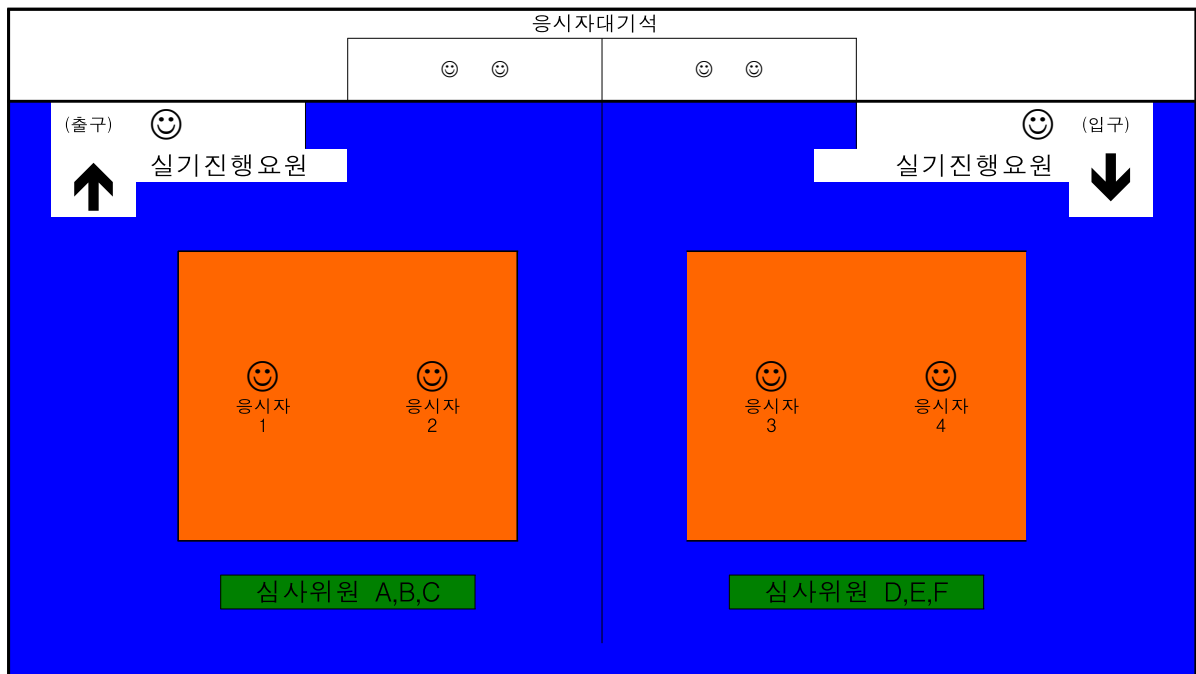 응시자대기석
(출구)
실기진행요원
(입구)
실기진행요원
응시자
1
응시자
2
응시자
3
응시자
4
심사위원 A,B,C
심사위원 D,E,F